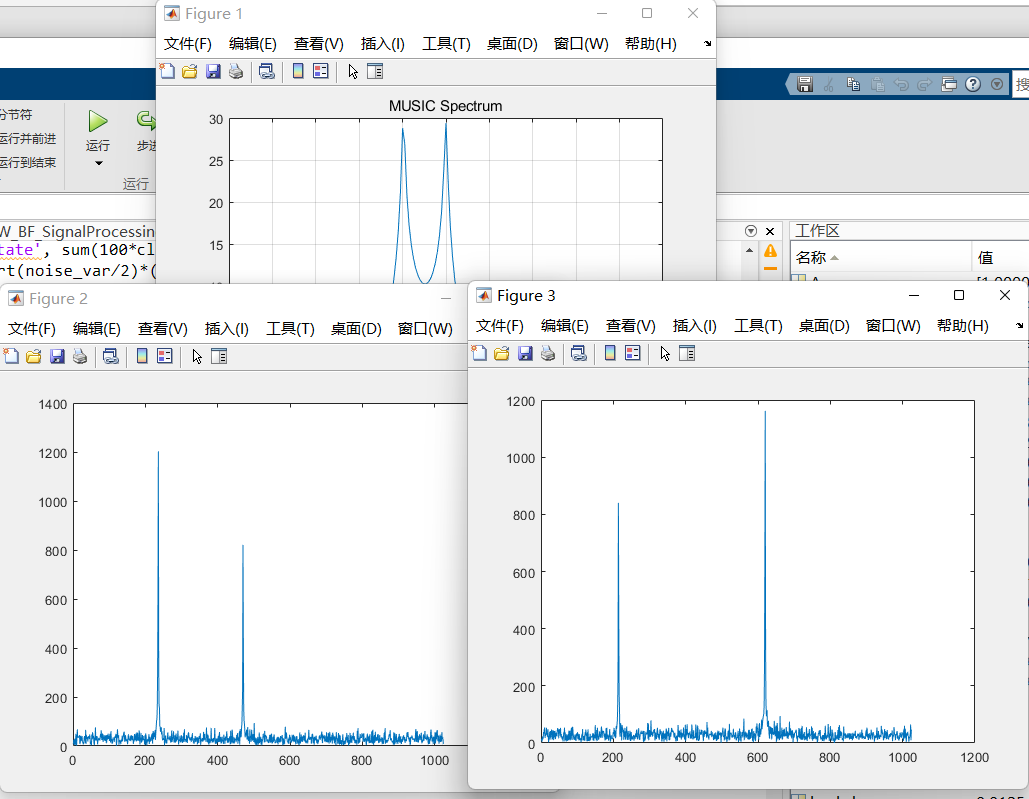 Figure 1
文件(F) 编辑(E) 查看(V) 插入(I) 工具(T) 桌面(D) 窗口(W) 帮助(H)
分节符
运行并前进
运行到结束
运行
步进
运行
搜
MUSIC Spectrum
30
25
20
15
10
W_BF_SignalProcessing
tate', sum(100*cl
rt(noise_var/2)*(
工作区
名称 值
Figure 2
文件(F) 编辑(E) 查看(V) 插入(I) 工具(T) 桌面(D) 窗口(W)
1400
1200
1000
800
600
400
200
0
0 200 400 600 800 1000
Figure 3
文件(F) 编辑(E) 查看(V) 插入(I) 工具(T) 桌面(D) 窗口(W) 帮助(H)
1200
1000
800
600
400
200
0
0 200 400 600 800 1000 1200